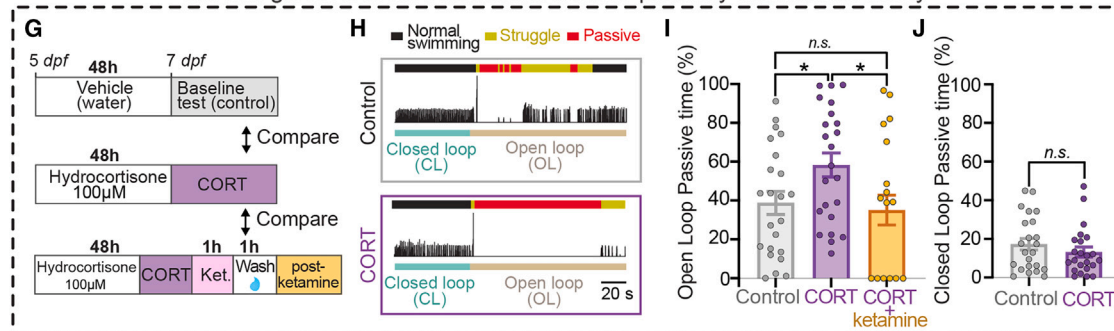 G
5 dpf
7 dpf
48h
Vehicle
(water)
Baseline
test (control)
Compare
48h
Hydrocortisone
100µM
CORT
Compare
48h
1h
1h
Hydrocortisone
100µM
CORT
Ket.
Wash
post-
ketamine
H
Normal
swimming
Struggle
Passive
Control
Closed loop
(CL)
Open loop
(OL)
CORT
Closed loop
(CL)
Open loop
(OL)
20 s
I
Open Loop Passive time (%)
n.s.
*
*
100
80
60
40
20
0
Control
CORT
CORT
+
ketamine
J
Closed Loop Passive time (%)
n.s.
100
80
60
40
20
0
Control
CORT